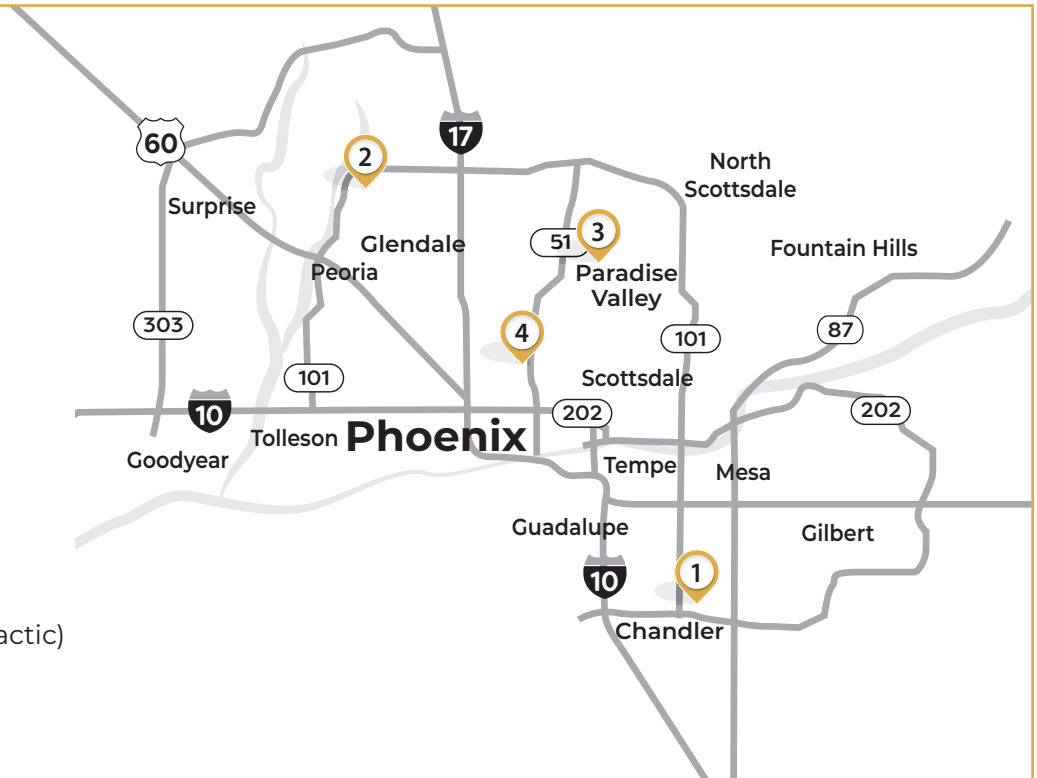 60
17
2
North
Scottsdale
Surprise
Glendale
51
3
Fountain Hills
Peoria
Paradise
Valley
303
4
87
101
101
Scottsdale
10
202
202
Tolleson
Phoenix
Goodyear
Tempe
Mesa
Guadalupe
Gilbert
10
1
Chandler
actic)